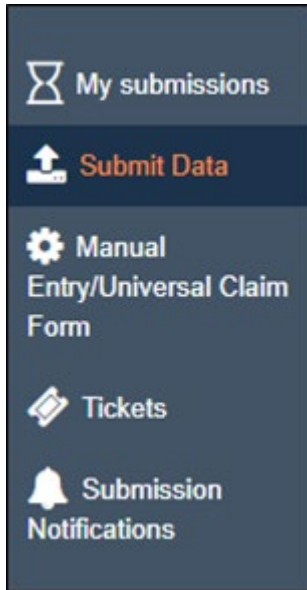 My submissions
Submit Data
Manual
Entry/Universal Claim
Form
Tickets
Submission
Notifications